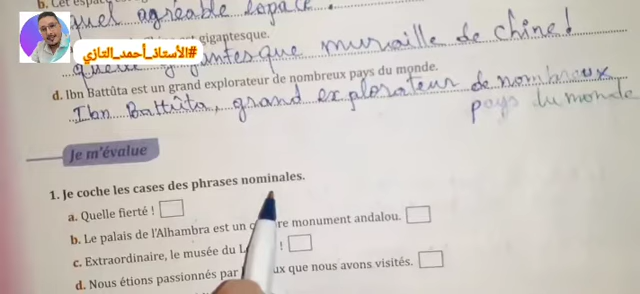 b. Cet espac
quel agréable espace.
#الأستاذ_أحمد_التازي
st gigantesque.
quelle gigantesque muraille de chine!
d. Ibn Battûta est un grand explorateur de nombreux pays du monde.
Ibn Battûta, grand explorateur de nombreux
pays du monde
Je m'évalue
1. Je coche les cases des phrases nominales.
a. Quelle fierté !
b. Le palais de l'Alhambra est un re monument andalou.
c. Extraordinaire, le musée du L !
d. Nous étions passionnés par ux que nous avons visités.